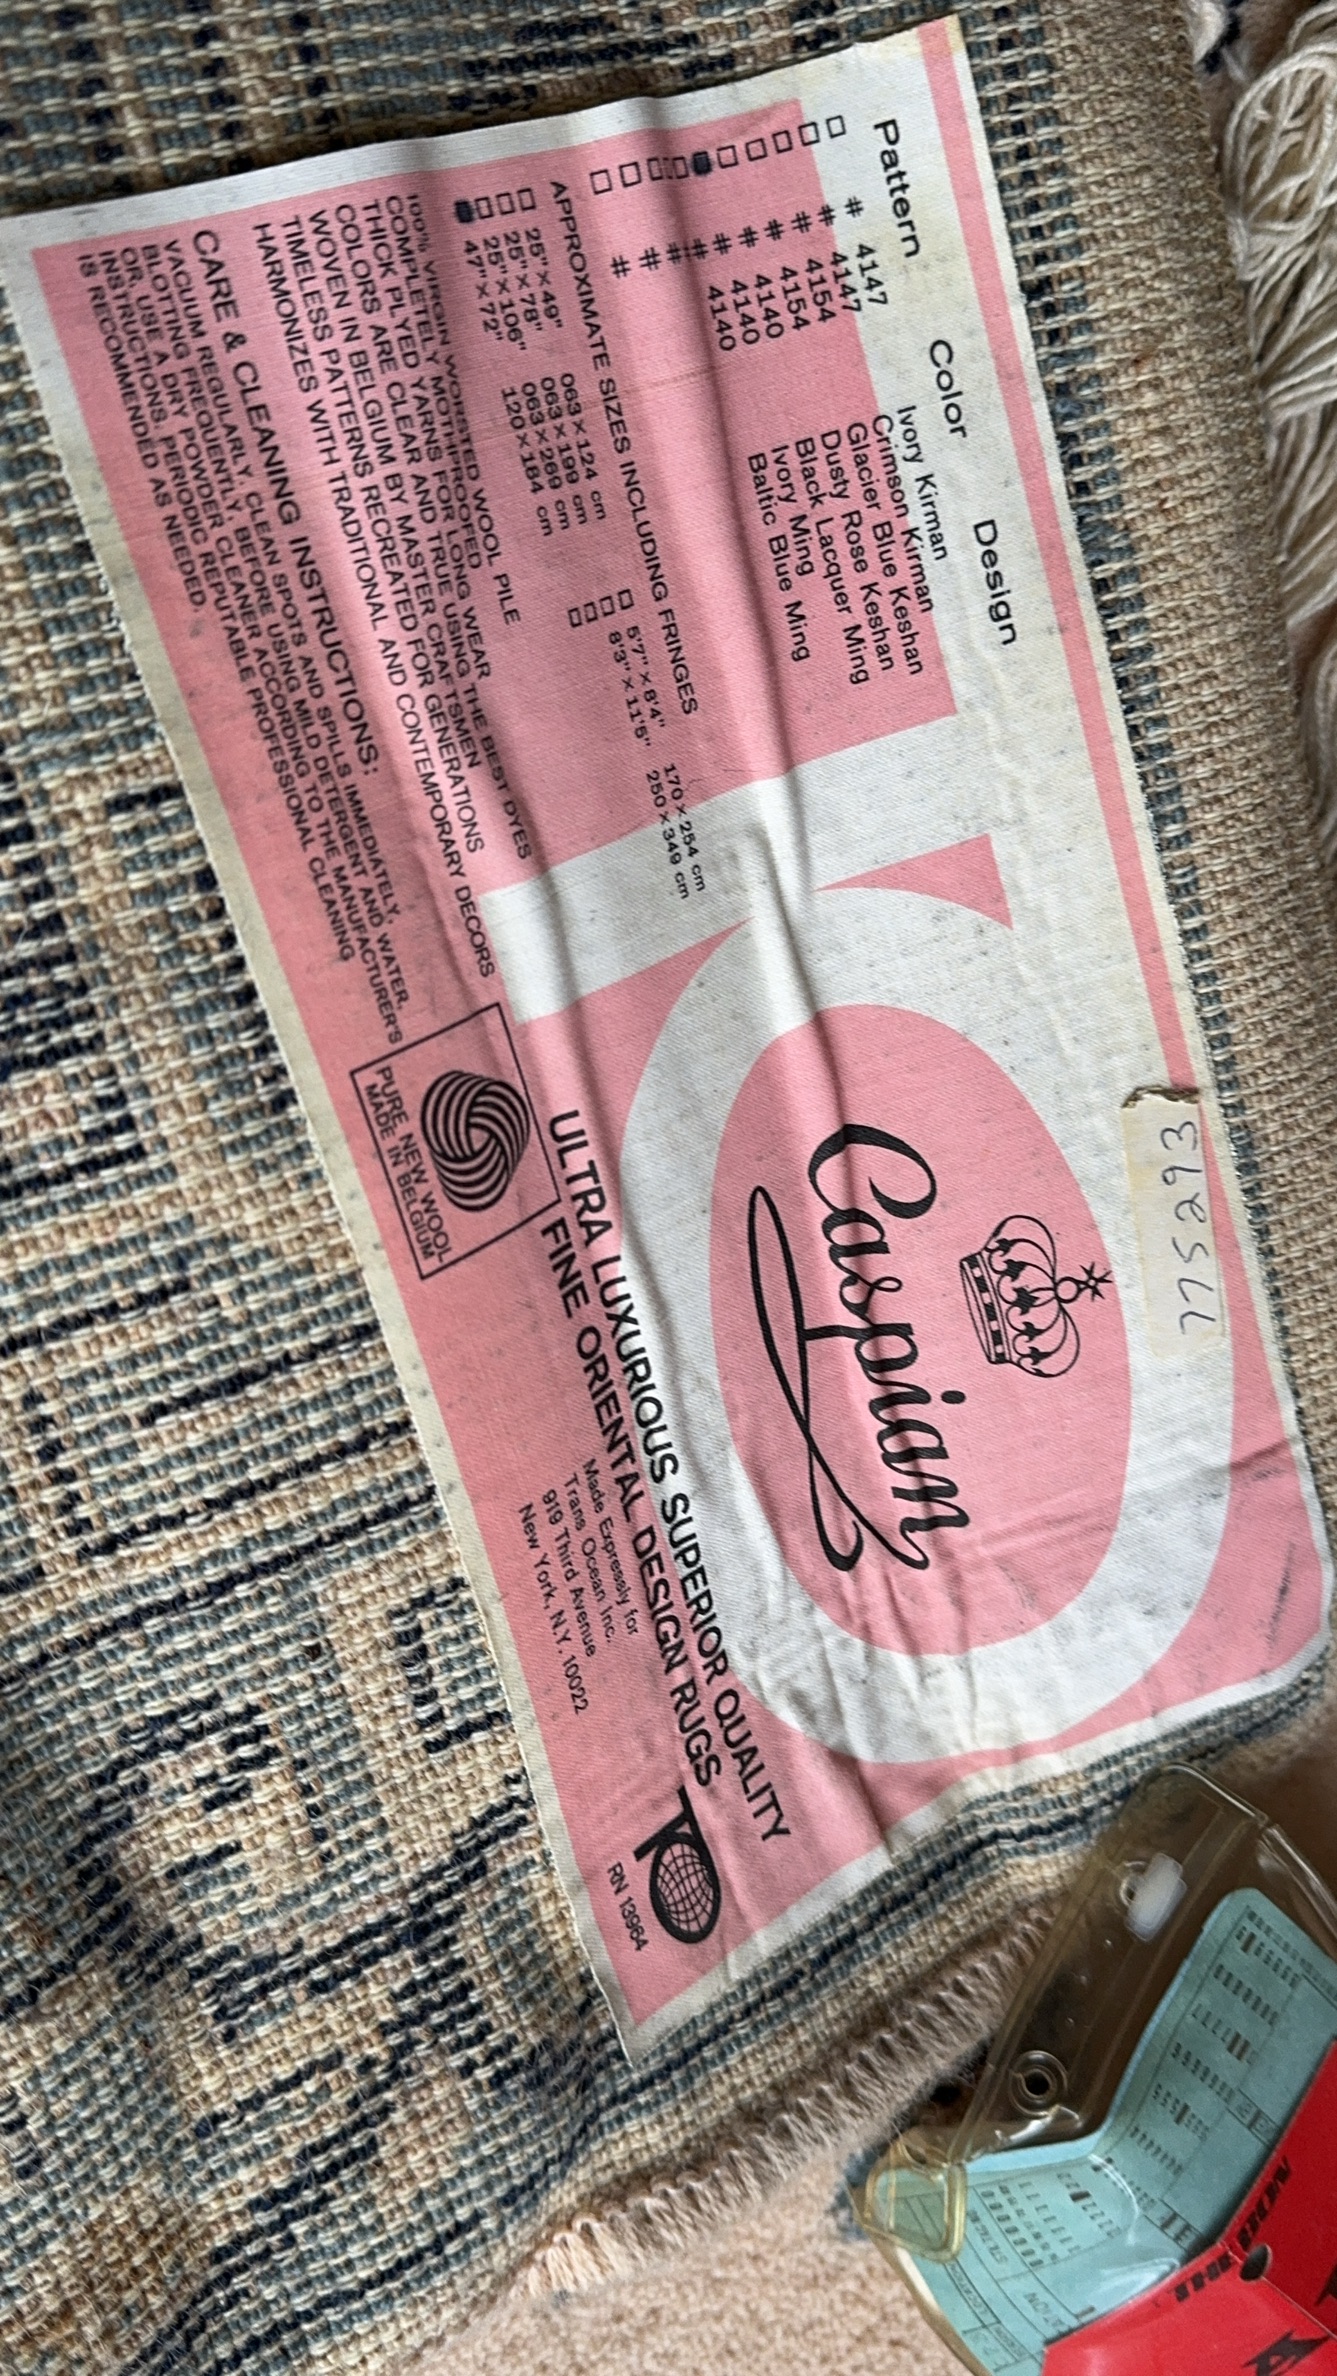 Pattern Color Design
□ # 4147 Ivory Kirman
□ # 4147 Crimson Kirman
□ # 4154 Glacier Blue Keshan
□ # 4154 Dusty Rose Keshan
□ # 4140 Black Lacquer Ming
■ # 4140 Ivory Ming
□ # 4140 Baltic Blue Ming
□ #
□ #
□ #
APPROXIMATE SIZES INCLUDING FRINGES
□ 25" x 49" 063 x 124 cm □ 5'7" x 8'4" 170 x 254 cm
□ 25" x 78" 063 x 199 cm □ 8'3" x 11'5" 250 x 349 cm
□ 25" x 106" 063 x 269 cm □
■ 47" x 72" 120 x 184 cm □
100% VIRGIN WORSTED WOOL PILE
COMPLETELY MOTHPROOFED
THICK PLYED YARNS FOR LONG WEAR
COLORS ARE CLEAR AND TRUE USING THE BEST DYES
WOVEN IN BELGIUM BY MASTER CRAFTSMEN
TIMELESS PATTERNS RECREATED FOR GENERATIONS
HARMONIZES WITH TRADITIONAL AND CONTEMPORARY DECORS
CARE & CLEANING INSTRUCTIONS:
VACUUM REGULARLY. CLEAN SPOTS AND SPILLS IMMEDIATELY,
BLOTTING FREQUENTLY, BEFORE USING MILD DETERGENT AND WATER.
OR, USE A DRY POWDER CLEANER ACCORDING TO THE MANUFACTURER'S
INSTRUCTIONS. PERIODIC REPUTABLE PROFESSIONAL CLEANING
IS RECOMMENDED AS NEEDED.
PURE NEW WOOL
MADE IN BELGIUM
775293
Caspian
ULTRA LUXURIOUS SUPERIOR QUALITY
FINE ORIENTAL DESIGN RUGS
Made Expressly for
Trans Ocean Inc.
919 Third Avenue
New York, N.Y. 10022
TO
RN 13964